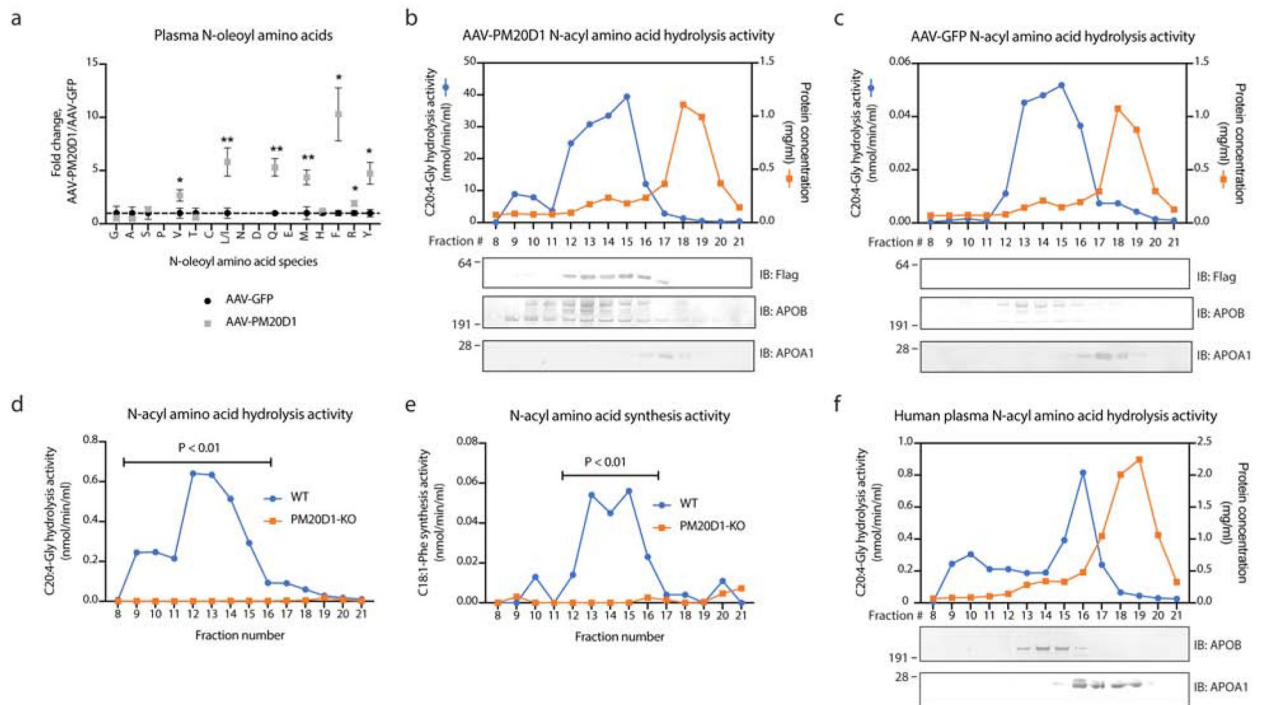 a
Plasma N-oleoyl amino acids
Fold change,
AAV-PM20D1/AAV-GFP
15
10
5
0
* ** ** ** * * *
G A S P V T C L/I N D Q E M H F R Y
N-oleoyl amino acid species
AAV-GFP
AAV-PM20D1
b
AAV-PM20D1 N-acyl amino acid hydrolysis activity
C20:4-Gly hydrolysis activity
(nmol/min/ml)
50
40
30
20
10
0
1.5
1.0
0.5
0.0
Protein concentration
(mg/ml)
Fraction # 8 9 10 11 12 13 14 15 16 17 18 19 20 21
64
IB: Flag
IB: APOB
191
28
IB: APOA1
c
AAV-GFP N-acyl amino acid hydrolysis activity
C20:4-Gly hydrolysis activity
(nmol/min/ml)
0.06
0.04
0.02
0.00
1.5
1.0
0.5
0.0
Protein concentration
(mg/ml)
Fraction # 8 9 10 11 12 13 14 15 16 17 18 19 20 21
64
IB: Flag
IB: APOB
191
28
IB: APOA1
d
N-acyl amino acid hydrolysis activity
C20:4-Gly hydrolysis activity
(nmol/min/ml)
0.8
0.6
0.4
0.2
0.0
P < 0.01
WT
PM20D1-KO
8 9 10 11 12 13 14 15 16 17 18 19 20 21
Fraction number
e
N-acyl amino acid synthesis activity
C18:1-Phe synthesis activity
(nmol/min/ml)
0.08
0.06
0.04
0.02
0.00
P < 0.01
WT
PM20D1-KO
8 9 10 11 12 13 14 15 16 17 18 19 20 21
Fraction number
f
Human plasma N-acyl amino acid hydrolysis activity
C20:4-Gly hydrolysis activity
(nmol/min/ml)
1.0
0.8
0.6
0.4
0.2
0
2.5
2.0
1.5
1.0
0.5
0.0
Protein concentration
(mg/ml)
Fraction # 8 9 10 11 12 13 14 15 16 17 18 19 20 21
IB: APOB
191
28
IB: APOA1